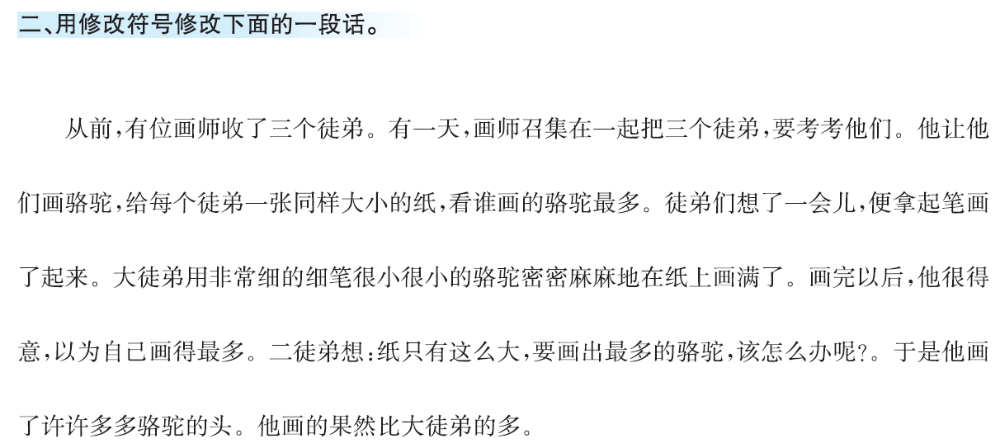 二、用修改符号修改下面的一段话。
从前,有位画师收了三个徒弟。有一天,画师召集在一起把三个徒弟,要考考他们。他让他
们画骆驼,给每个徒弟一张同样大小的纸,看谁画的骆驼最多。徒弟们想了一会儿,便拿起笔画
了起来。大徒弟用非常细的细笔很小很小的骆驼密密麻麻地在纸上画满了。画完以后,他很得
意,以为自己画得最多。二徒弟想:纸只有这么大,要画出最多的骆驼,该怎么办呢?。于是他画
了许许多多骆驼的头。他画的果然比大徒弟的多。